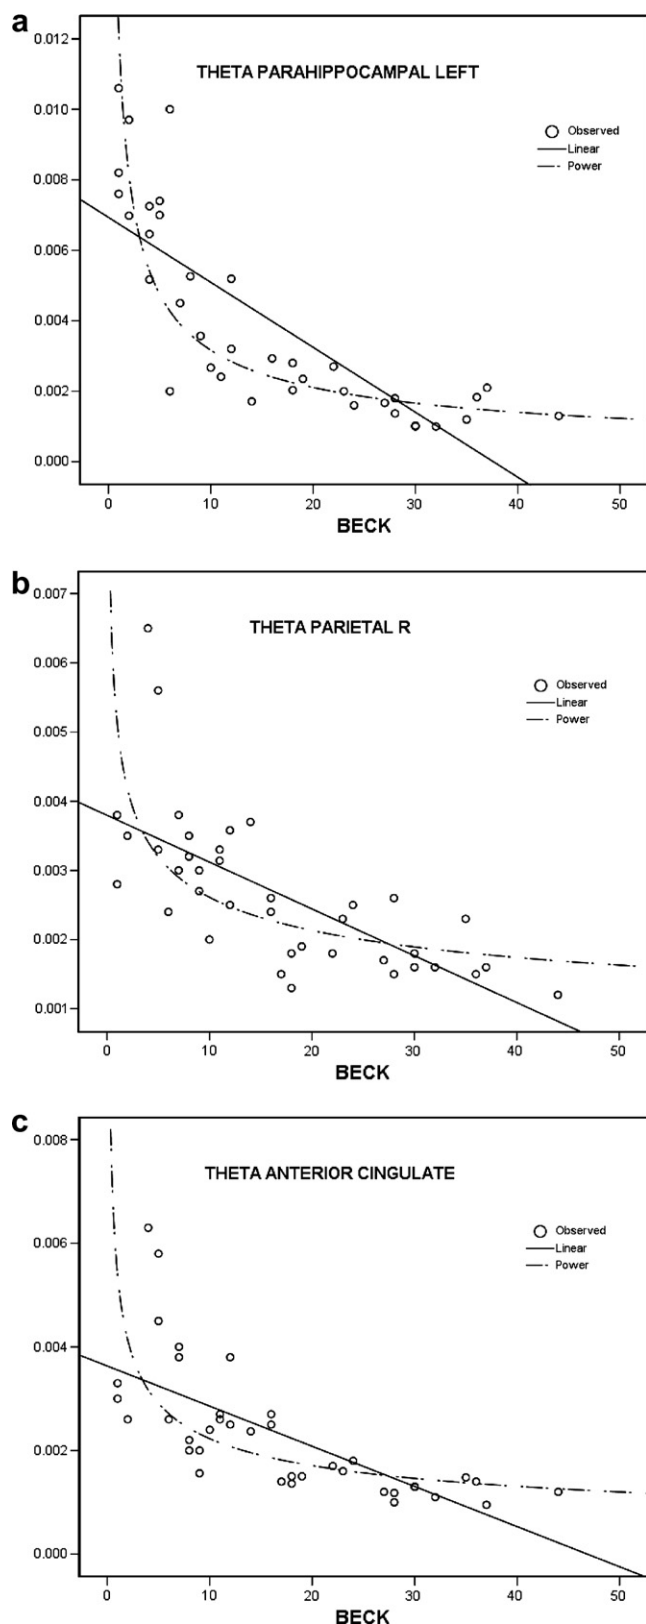 a
0.012
THETA PARAHIPPOCAMPAL LEFT
0.010
Observed
Linear
Power
0.008
0.006
0.004
0.002
0.000
0 10 20 30 40 50
BECK
b
0.007
THETA PARIETAL R
0.006
Observed
Linear
Power
0.005
0.004
0.003
0.002
0.001
0 10 20 30 40 50
BECK
c
0.008
THETA ANTERIOR CINGULATE
Observed
Linear
Power
0.006
0.004
0.002
0.000
0 10 20 30 40 50
BECK